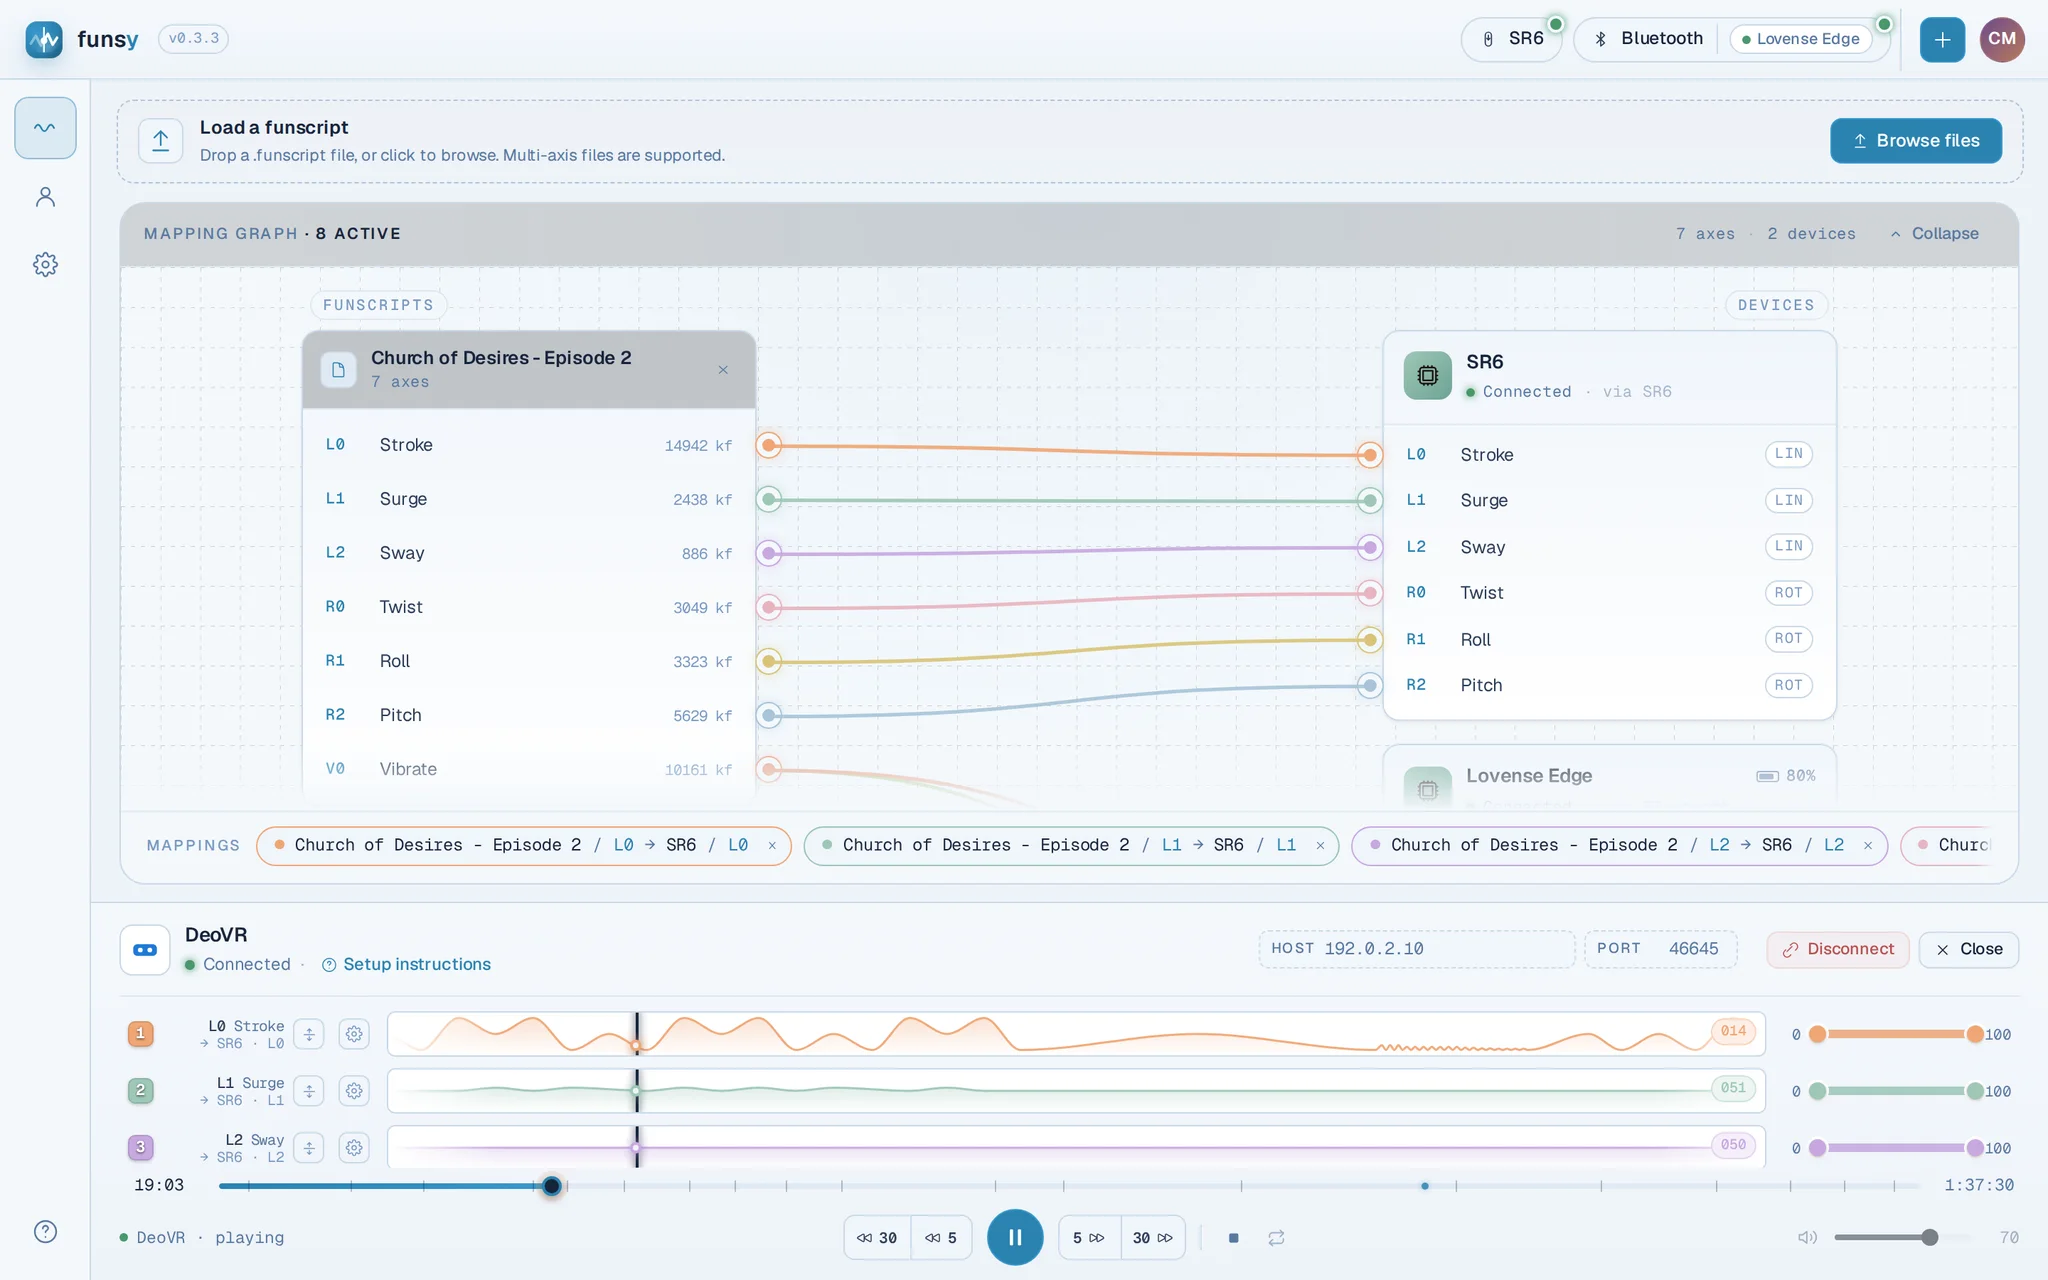 funsy v0.3.3 SR6 Bluetooth Lovense Edge CM
Load a funscript
Drop a .funscript file, or click to browse. Multi-axis files are supported.
Browse files
MAPPING GRAPH · 8 ACTIVE 7 axes · 2 devices Collapse
FUNSCRIPTS
Church of Desires - Episode 2
7 axes
L0 Stroke 14942 kf
L1 Surge 2438 kf
L2 Sway 886 kf
R0 Twist 3049 kf
R1 Roll 3323 kf
R2 Pitch 5629 kf
V0 Vibrate 10161 kf
DEVICES
SR6
Connected · via SR6
L0 Stroke LIN
L1 Surge LIN
L2 Sway LIN
R0 Twist ROT
R1 Roll ROT
R2 Pitch ROT
Lovense Edge 80%
MAPPINGS Church of Desires - Episode 2 / L0 → SR6 / L0 × Church of Desires - Episode 2 / L1 → SR6 / L1 × Church of Desires - Episode 2 / L2 → SR6 / L2 ×
DeoVR
Connected · Setup instructions
HOST 192.0.2.10 PORT 46645 Disconnect Close
1 L0 Stroke 014 0 100
→ SR6 · L0
2 L1 Surge 051 0 100
→ SR6 · L1
3 L2 Sway 050 0 100
→ SR6 · L2
19:03 1:37:30
DeoVR · playing 30 5 5 30 70